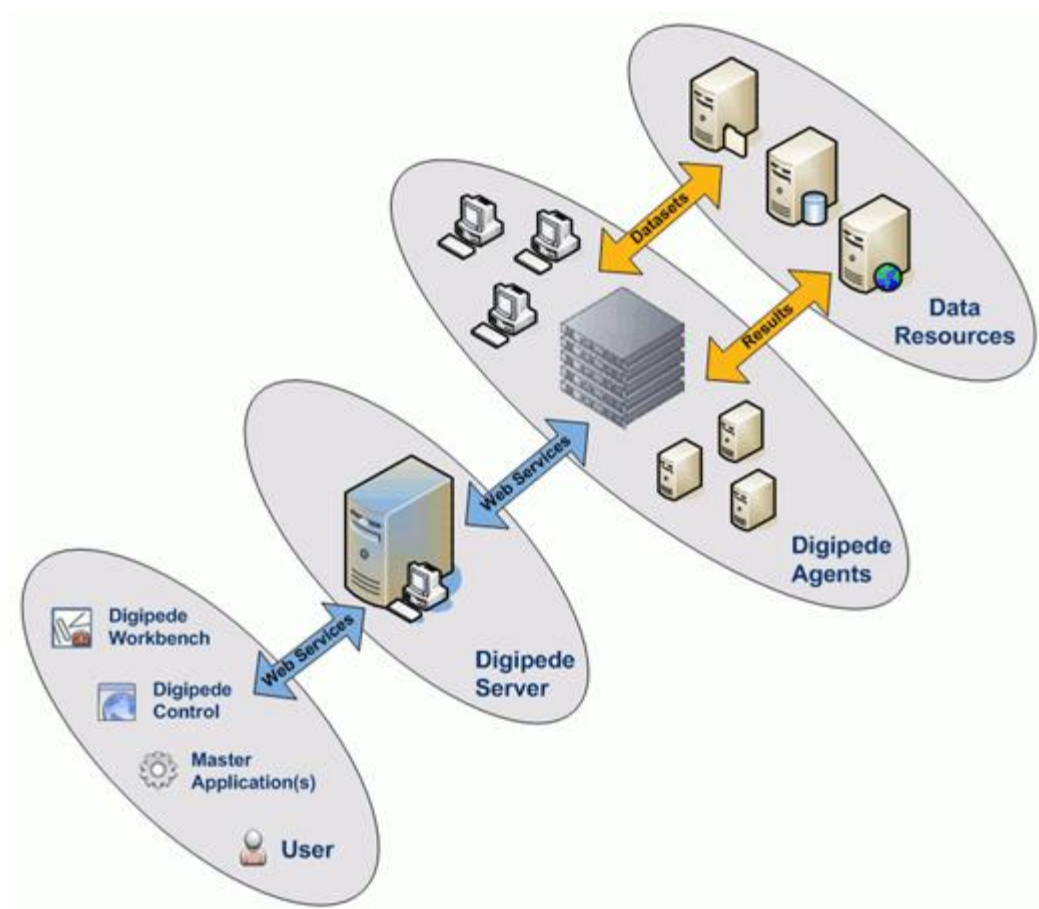 Datasets
Results
Data
Resources
Web Services
Digipede
Agents
Web Services
Digipede
Server
Digipede
Workbench
Digipede
Control
Master
Application(s)
User